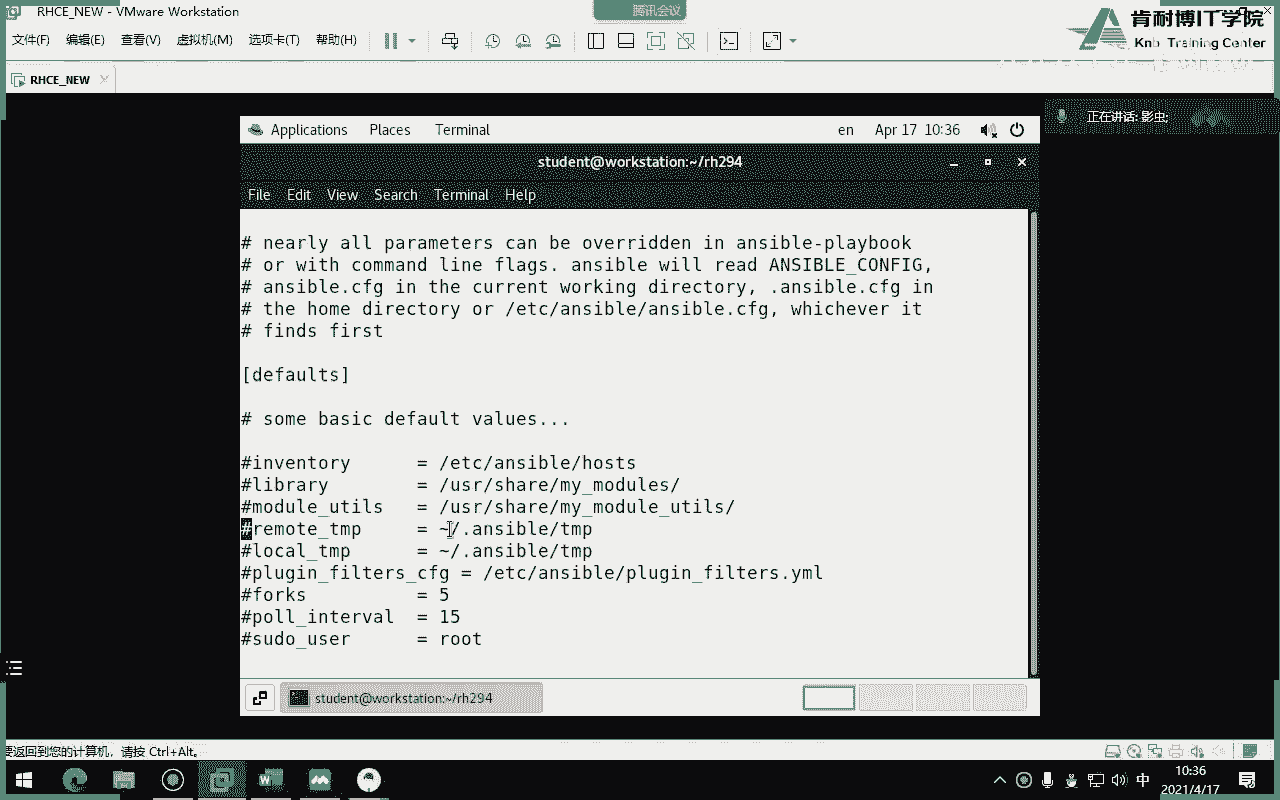 RHCE_NEW - VMware Workstation
腾讯会议
肯耐博IT学院
Knb Training Center
文件(F) 编辑(E) 查看(V) 虚拟机(M) 选项卡(T) 帮助(H)
RHCE_NEW
正在讲话: 影虫;
Applications Places Terminal en Apr 17 10:36
student@workstation:~/rh294
File Edit View Search Terminal Help
# nearly all parameters can be overridden in ansible-playbook
# or with command line flags. ansible will read ANSIBLE_CONFIG,
# ansible.cfg in the current working directory, .ansible.cfg in
# the home directory or /etc/ansible/ansible.cfg, whichever it
# finds first
[defaults]
# some basic default values...
#inventory = /etc/ansible/hosts
#library = /usr/share/my_modules/
#module_utils = /usr/share/my_module_utils/
#remote_tmp = ~/.ansible/tmp
#local_tmp = ~/.ansible/tmp
#plugin_filters_cfg = /etc/ansible/plugin_filters.yml
#forks = 5
#poll_interval = 15
#sudo_user = root
student@workstation:~/rh294
要返回到您的计算机，请按 Ctrl+Alt。
中
10:36
2021/4/17